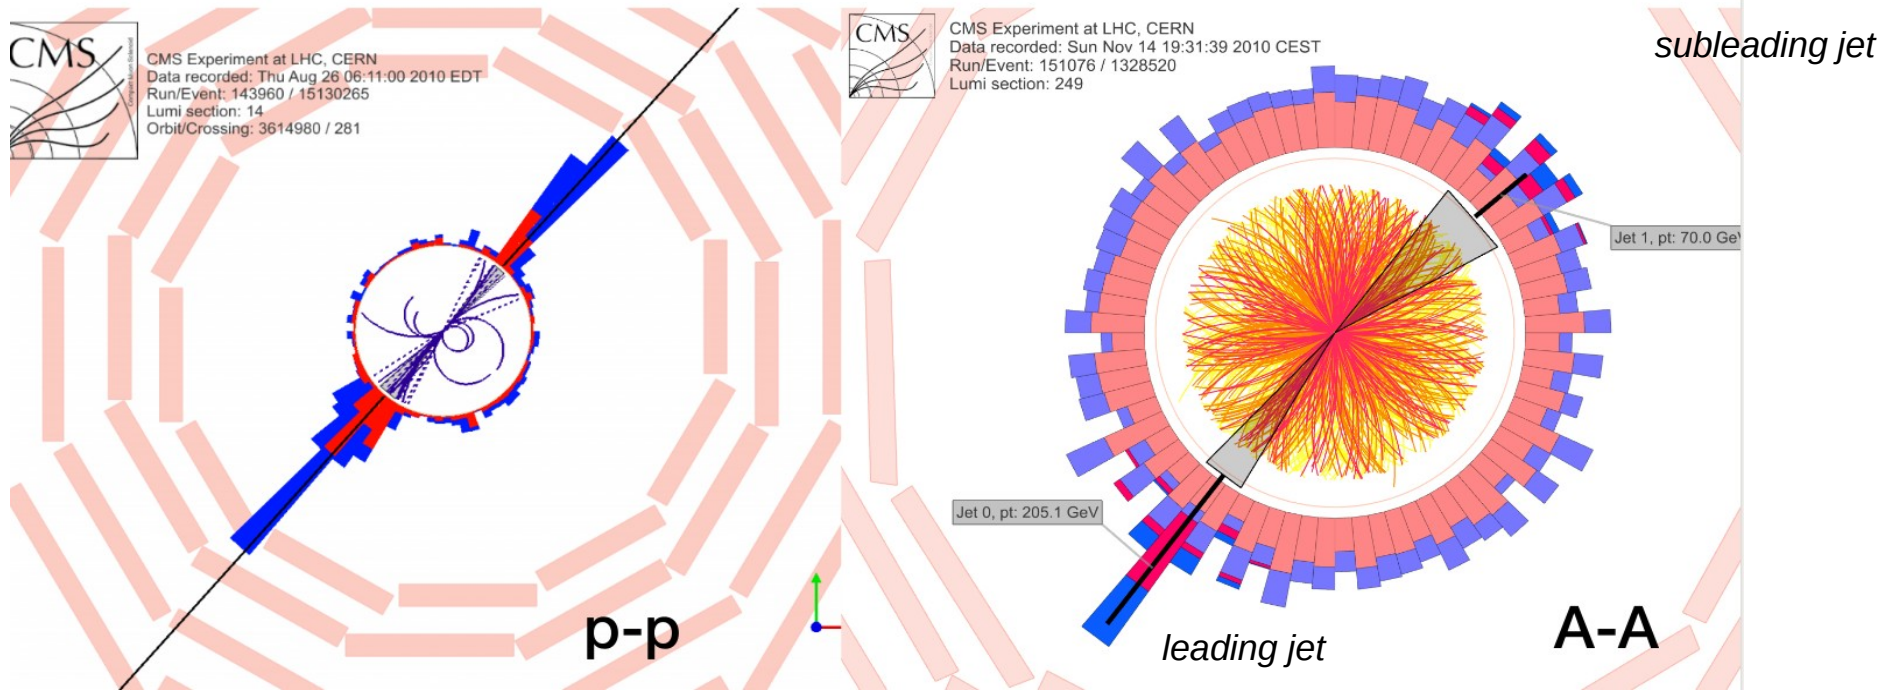 CMS
CMS Experiment at LHC, CERN
Data recorded: Thu Aug 26 06:11:00 2010 EDT
Run/Event: 143960 / 15130265
Lumi section: 14
Orbit/Crossing: 3614980 / 281
p-p
CMS
CMS Experiment at LHC, CERN
Data recorded: Sun Nov 14 19:31:39 2010 CEST
Run/Event: 151076 / 1328520
Lumi section: 249
subleading jet
Jet 1, pt: 70.0 GeV
Jet 0, pt: 205.1 GeV
leading jet
A-A